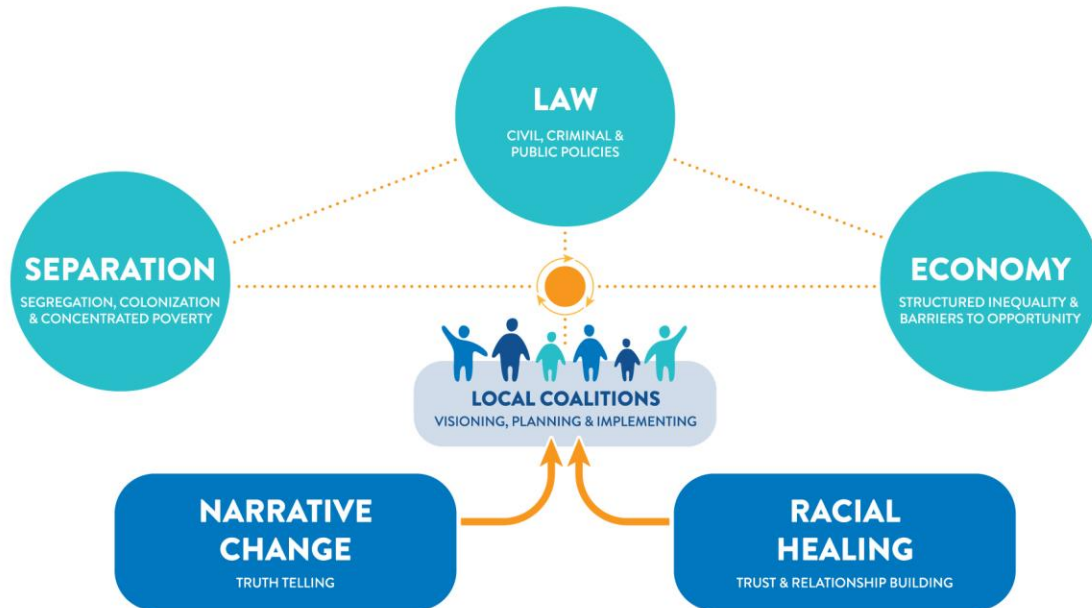 LAW
CIVIL, CRIMINAL &
PUBLIC POLICIES
SEPARATION
SEGREGATION, COLONIZATION
& CONCENTRATED POVERTY
ECONOMY
STRUCTURED INEQUALITY &
BARRIERS TO OPPORTUNITY
LOCAL COALITIONS
VISIONING, PLANNING & IMPLEMENTING
NARRATIVE
CHANGE
TRUTH TELLING
RACIAL
HEALING
TRUST & RELATIONSHIP BUILDING